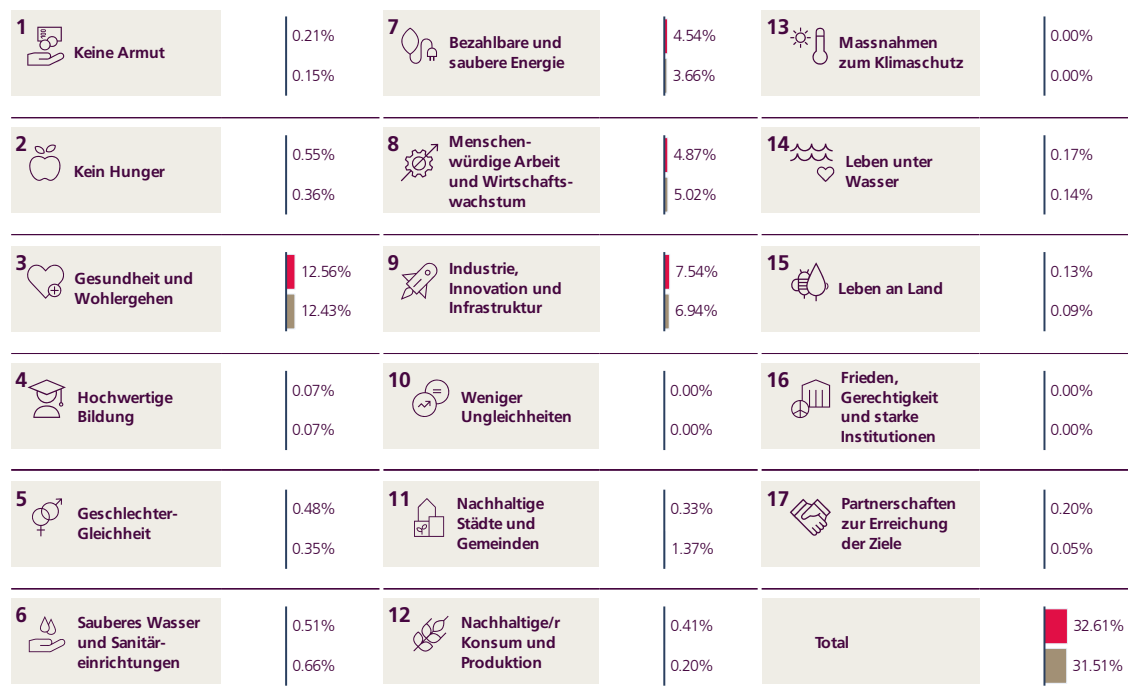 1
Keine Armut
0.21%
0.15%
2
Kein Hunger
0.55%
0.36%
3
Gesundheit und
Wohlergehen
12.56%
12.43%
4
Hochwertige
Bildung
0.07%
0.07%
5
Geschlechter-
Gleichheit
0.48%
0.35%
6
Sauberes Wasser
und Sanitär-
einrichtungen
0.51%
0.66%
7
Bezahlbare und
saubere Energie
4.54%
3.66%
8
Menschen-
würdige Arbeit
und Wirtschafts-
wachstum
4.87%
5.02%
9
Industrie,
Innovation und
Infrastruktur
7.54%
6.94%
10
Weniger
Ungleichheiten
0.00%
0.00%
11
Nachhaltige
Städte und
Gemeinden
0.33%
1.37%
12
Nachhaltige/r
Konsum und
Produktion
0.41%
0.20%
13
Massnahmen
zum Klimaschutz
0.00%
0.00%
14
Leben unter
Wasser
0.17%
0.14%
15
Leben an Land
0.13%
0.09%
16
Frieden,
Gerechtigkeit
und starke
Institutionen
0.00%
0.00%
17
Partnerschaften
zur Erreichung
der Ziele
0.20%
0.05%
Total
32.61%
31.51%